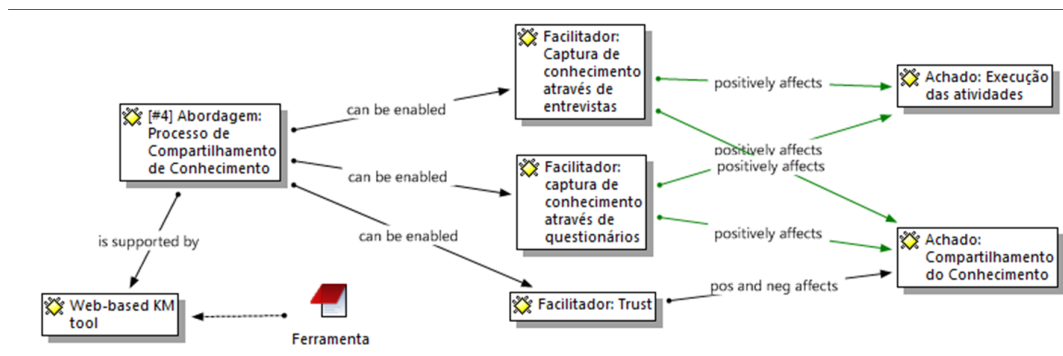 [#4] Abordagem:
Processo de
Compartilhamento
de Conhecimento
is supported by
Web-based KM
tool
Ferramenta
can be enabled
can be enabled
can be enabled
Facilitador:
Captura de
conhecimento
através de
entrevistas
Facilitador:
captura de
conhecimento
através de
questionários
Facilitador: Trust
positively affects
positively affects
positively affects
positively affects
pos and neg affects
Achado: Execução
das atividades
Achado:
Compartilhamento
do Conhecimento